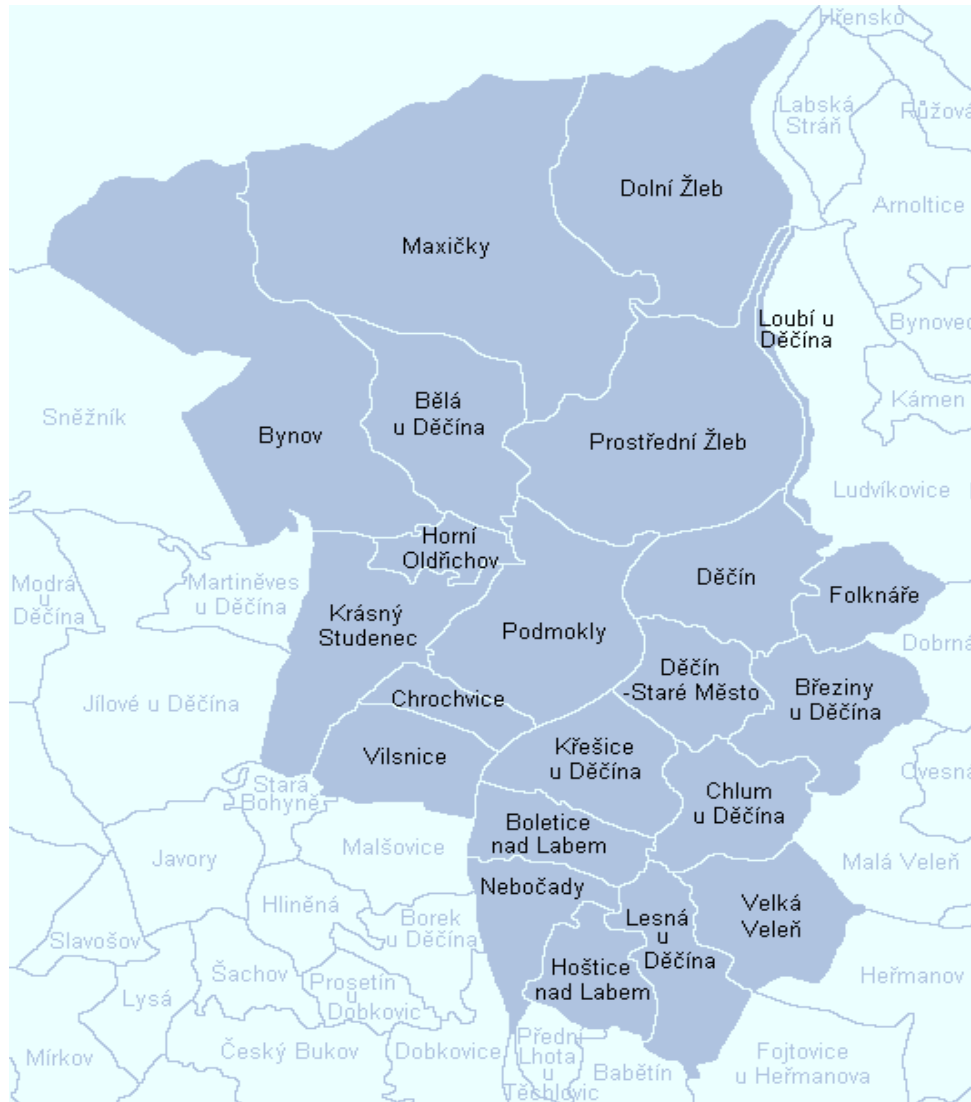 Hřensko
Labská
Stráň
Růžová
Dolní Žleb
Arnoltice
Maxičky
Loubí u
Děčína
Bynovec
Kámen
Sněžník
Bělá
u Děčína
Bynov
Prostřední Žleb
Ludvíkovice
Horní
Oldřichov
Modrá
u
Děčína
Martiněves
u Děčína
Děčín
Folknáře
Krásný
Studenec
Podmokly
Dobrná
Děčín
-Staré Město
Březiny
u Děčína
Jílové u Děčína
Chrochvice
Vilsnice
Křešice
u Děčína
Stará
Bohyně
Chlum
u Děčína
Ovesná
Boletice
nad Labem
Javory
Malšovice
Malá Veleň
Nebočady
Hliněná
Borek
u Děčína
Lesná
u
Děčína
Velká
Veleň
Slavošov
Šachov
Hoštice
nad Labem
Heřmanov
Lysá
Prosetín
u
Dobkovic
Mírkov
Český Bukov
Dobkovice
Přední
Lhota
u
Těchlovic
Babětín
Fojtovice
u Heřmanova